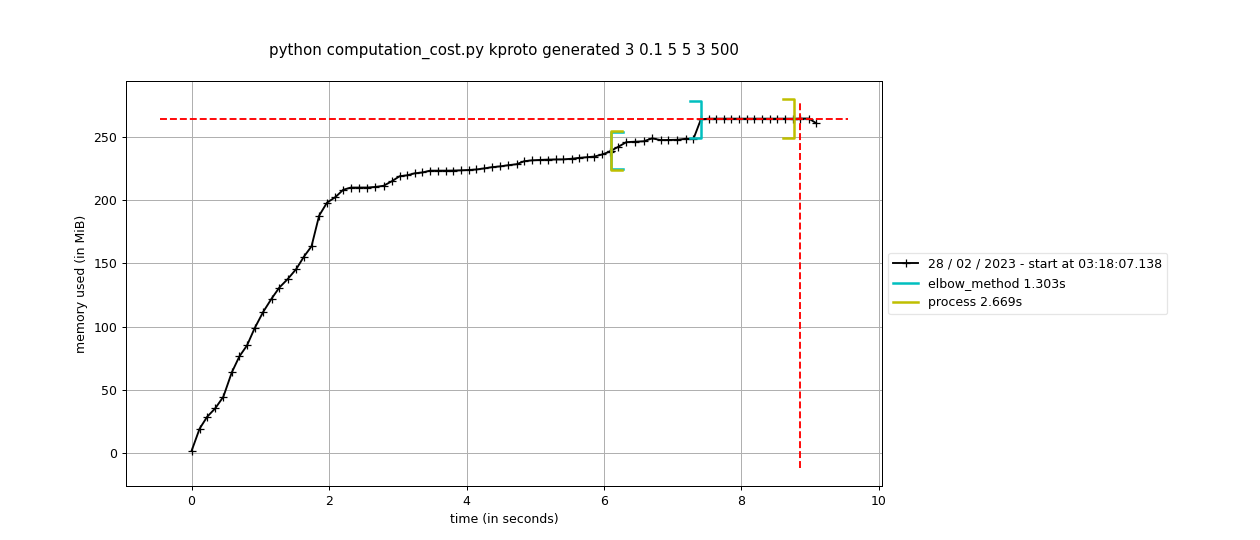 python computation_cost.py kproto generated 3 0.1 5 5 3 500
memory used (in MiB)
250
200
150
100
50
0
0 2 4 6 8 10
time (in seconds)
28 / 02 / 2023 - start at 03:18:07.138
elbow_method 1.303s
process 2.669s